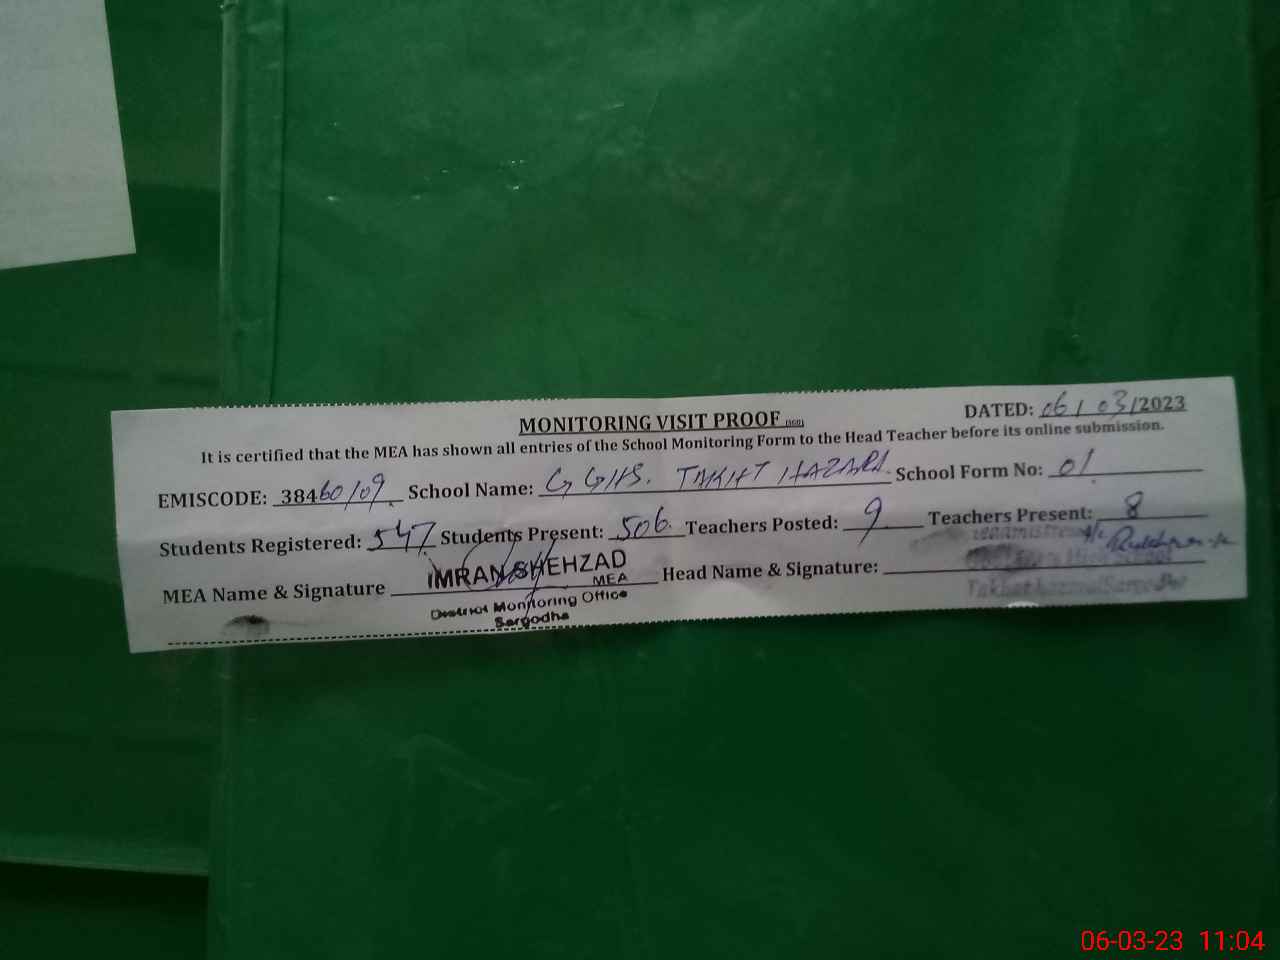 MONITORING VISIT PROOF (SGD)
DATED: 06/03/2023
It is certified that the MEA has shown all entries of the School Monitoring Form to the Head Teacher before its online submission.
EMISCODE: 38460109 School Name: G GHS. TAKHT HAZARA. School Form No: 01
Students Registered: 547 Students Present: 506 Teachers Posted: 9 Teachers Present: 8
MEA Name & Signature IMRAN SHEHZAD Head Name & Signature:
MEA
District Monitoring Office
Sargodha
06-03-23 11:04